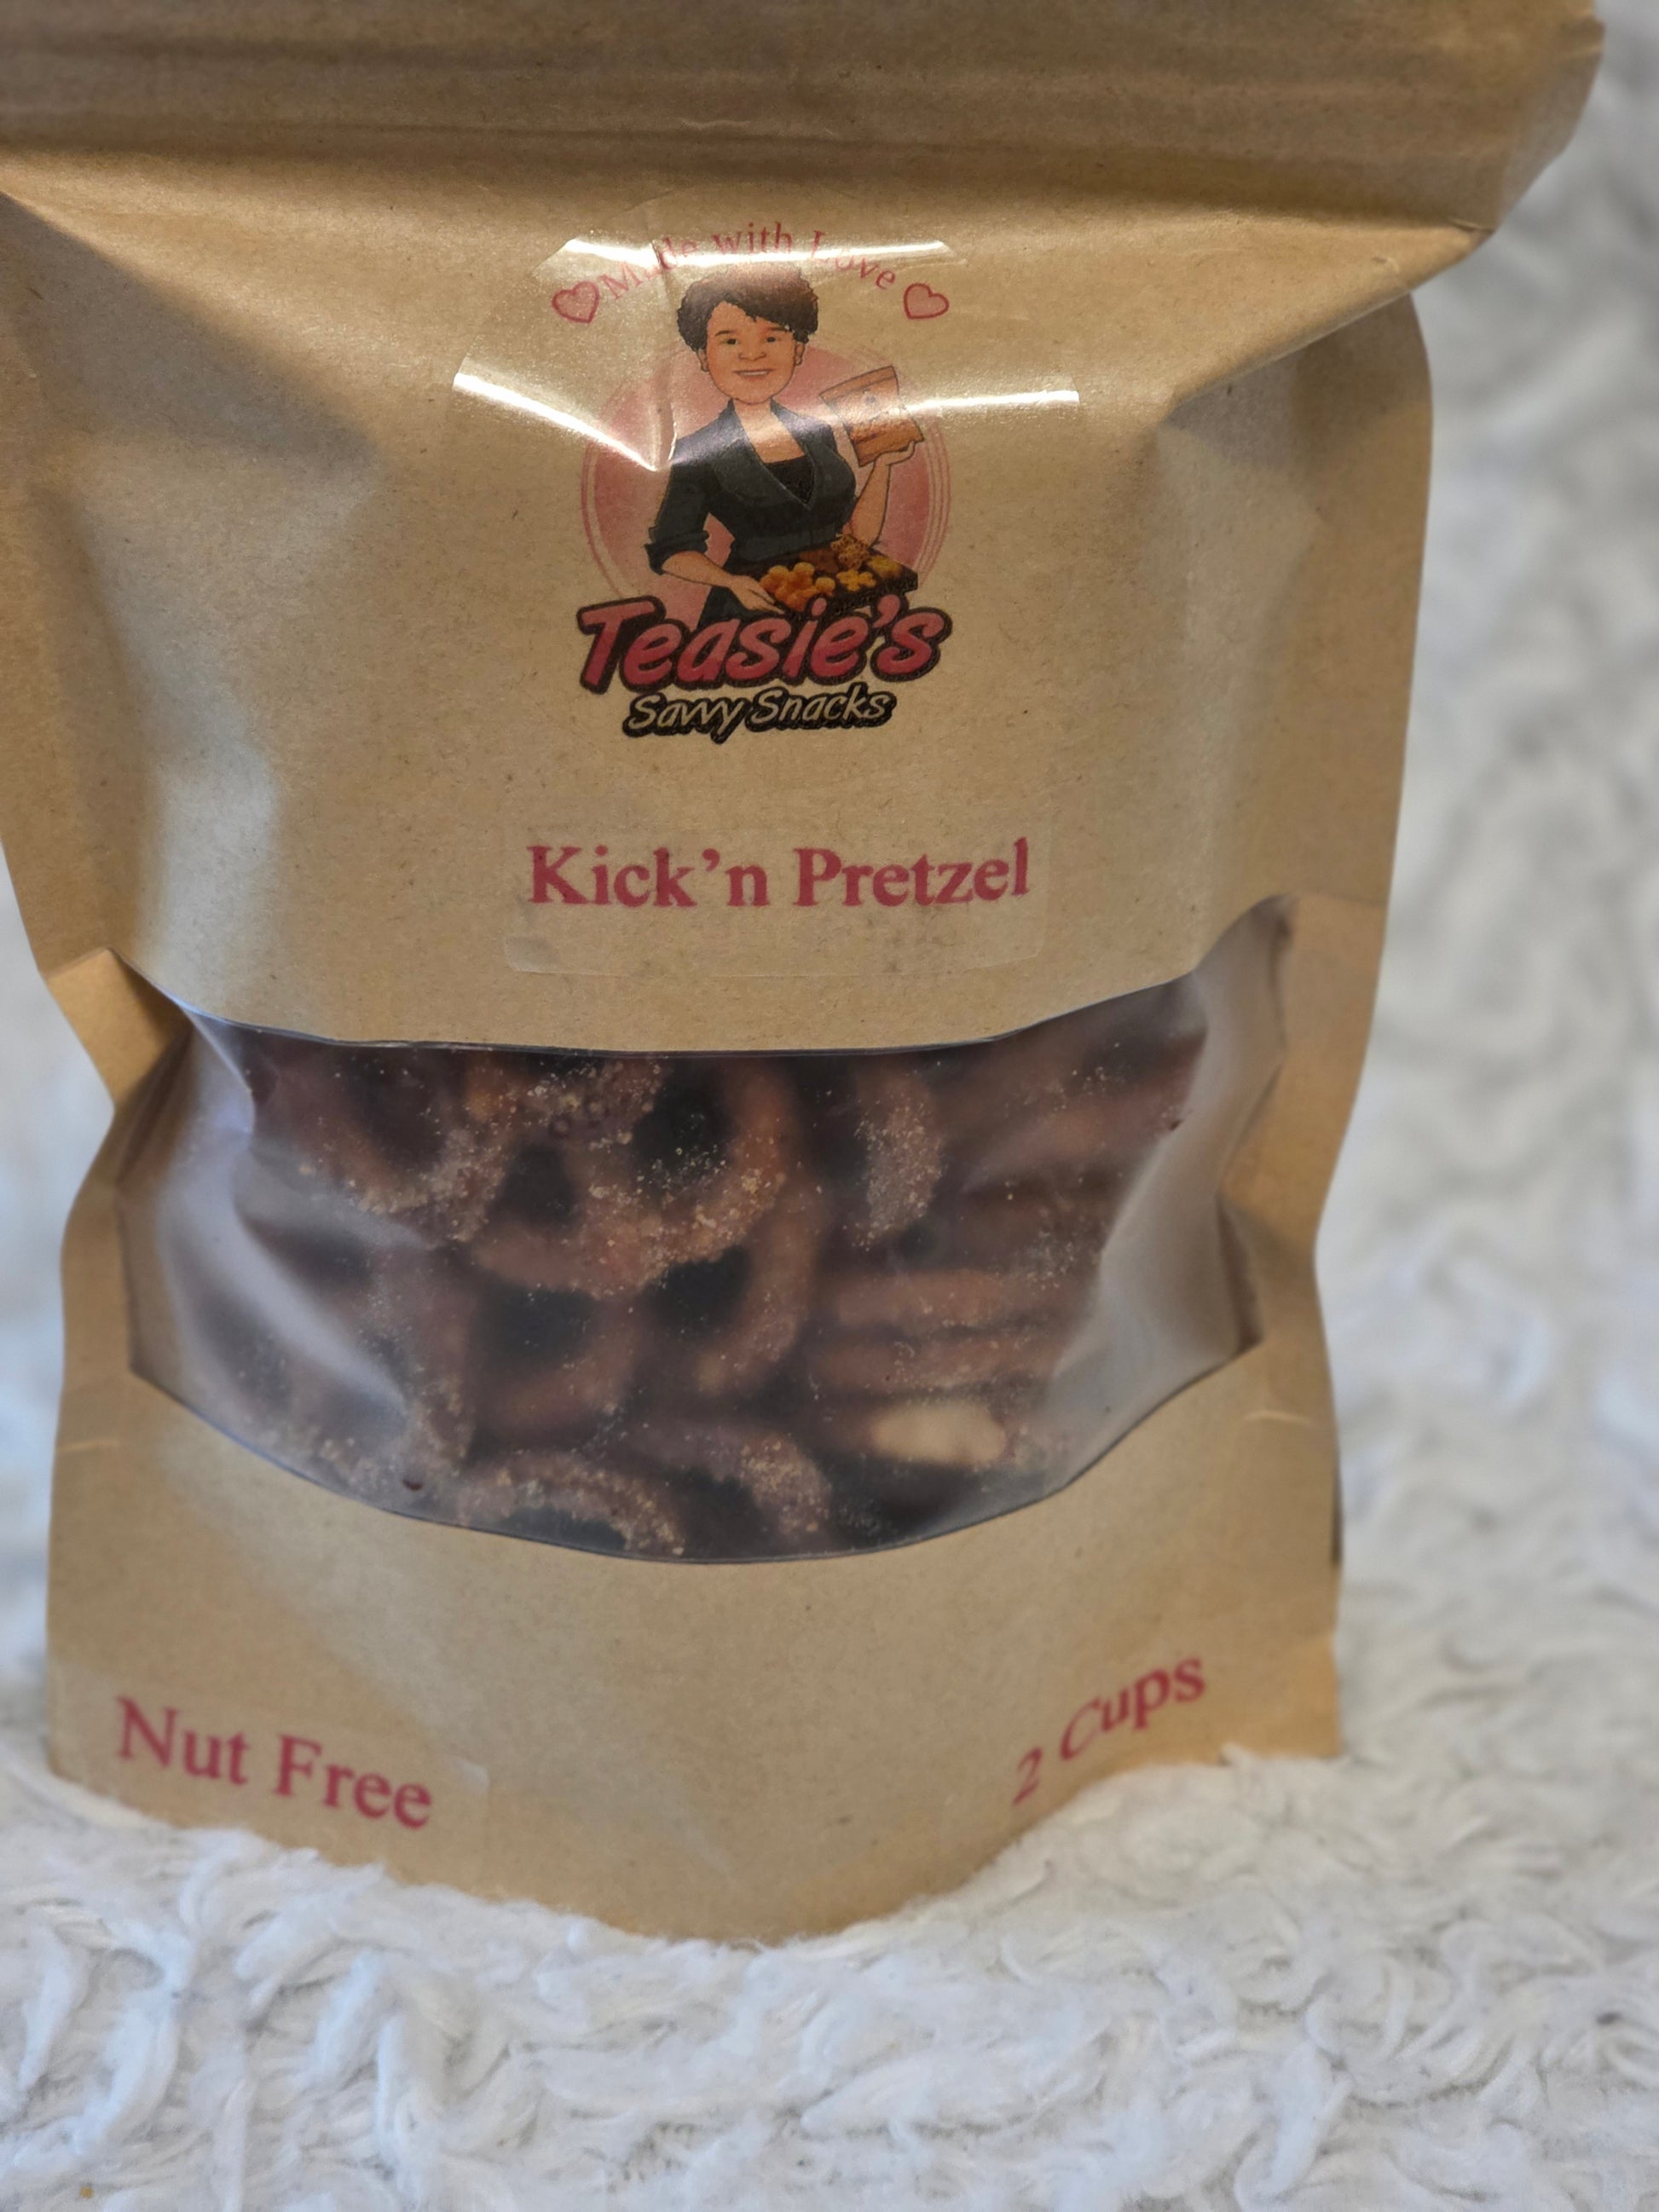 Made with Love
Teasie's
Savvy Snacks
Kick'n Pretzel
Nut Free
2 Cups